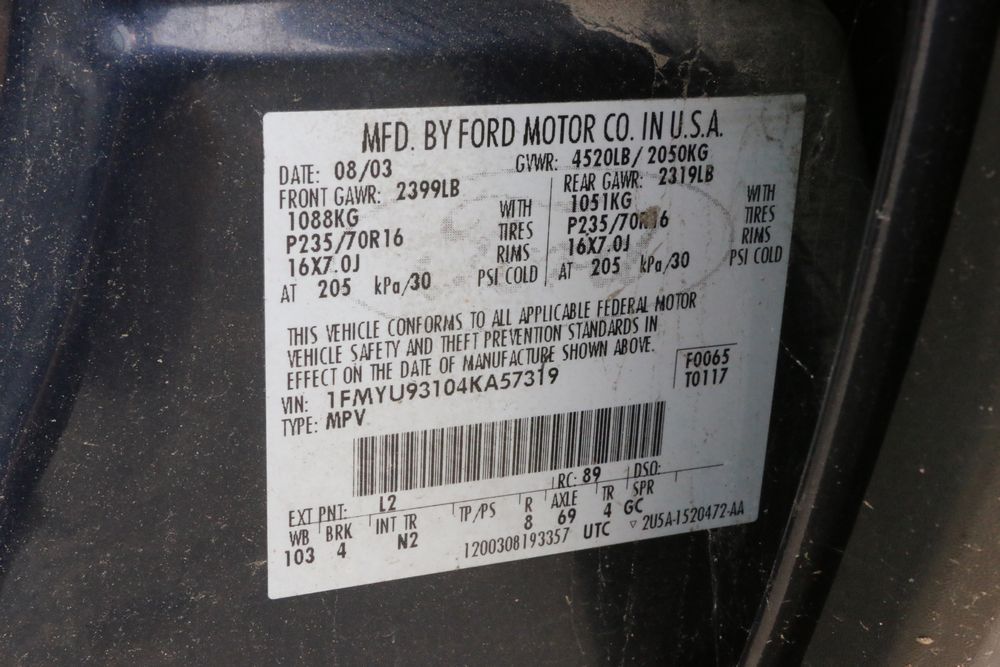 MFD. BY FORD MOTOR CO. IN U.S.A.
DATE: 08/03 GVWR: 4520LB/ 2050KG
FRONT GAWR: 2399LB REAR GAWR: 2319LB
1088KG WITH 1051KG WITH
P235/70R16 TIRES P235/70R16 TIRES
16X7.0J RIMS 16X7.0J RIMS
AT 205 kPa/30 PSI COLD AT 205 kPa/30 PSI COLD
THIS VEHICLE CONFORMS TO ALL APPLICABLE FEDERAL MOTOR
VEHICLE SAFETY AND THEFT PREVENTION STANDARDS IN
EFFECT ON THE DATE OF MANUFACTURE SHOWN ABOVE.
VIN: 1FMYU93104KA57319 F0065
TYPE: MPV T0117
EXT PNT: L2 RC: 89 DSO:
WB BRK INT TR TP/PS R AXLE TR SPR
103 4 N2 8 69 4 GC
1200308193357 UTC ▽ 2U5A-1520472-AA